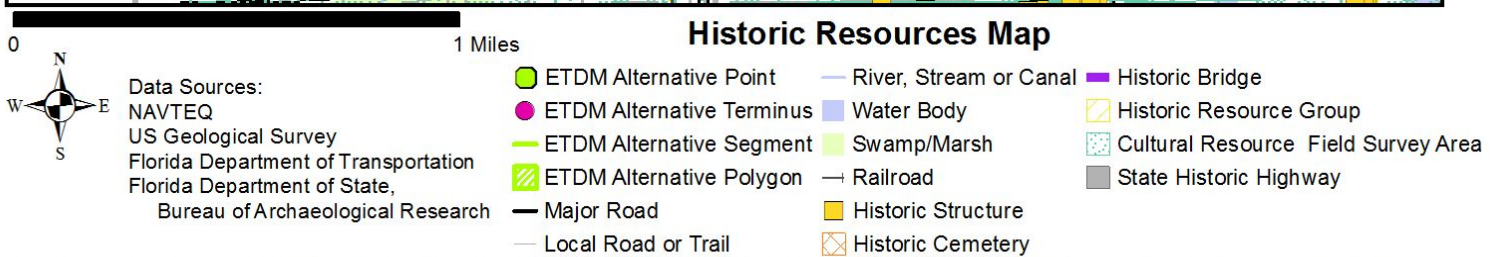 0
1 Miles
Historic Resources Map
N
W
E
S
Data Sources:
NAVTEQ
US Geological Survey
Florida Department of Transportation
Florida Department of State,
Bureau of Archaeological Research
ETDM Alternative Point
ETDM Alternative Terminus
ETDM Alternative Segment
ETDM Alternative Polygon
Major Road
Local Road or Trail
River, Stream or Canal
Water Body
Swamp/Marsh
Railroad
Historic Structure
Historic Cemetery
Historic Bridge
Historic Resource Group
Cultural Resource Field Survey Area
State Historic Highway